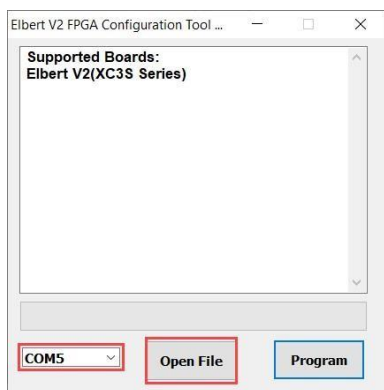 Elbert V2 FPGA Configuration Tool ...
Supported Boards:
Elbert V2(XC3S Series)
COM5
Open File
Program